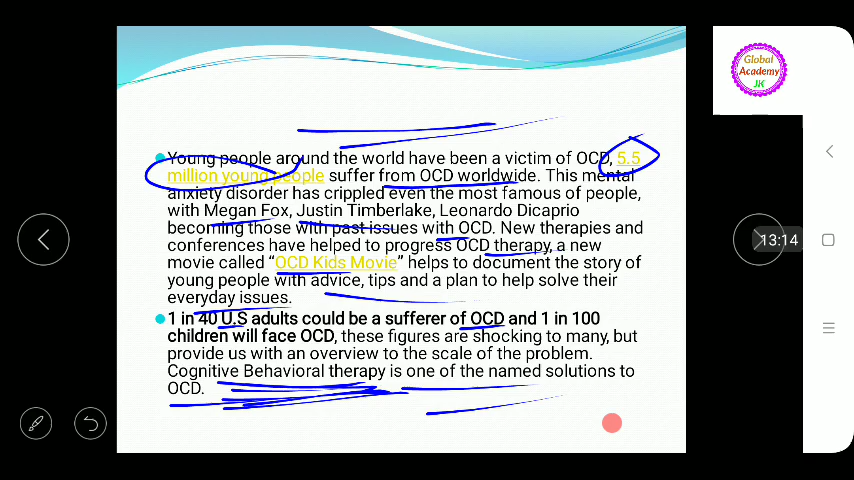 Global
Academy
JK
Young people around the world have been a victim of OCD, 5.5
million young people suffer from OCD worldwide. This mental
anxiety disorder has crippled even the most famous of people,
with Megan Fox, Justin Timberlake, Leonardo Dicaprio
becoming those with past issues with OCD. New therapies and
conferences have helped to progress OCD therapy, a new
movie called “OCD Kids Movie” helps to document the story of
young people with advice, tips and a plan to help solve their
everyday issues.
1 in 40 U.S adults could be a sufferer of OCD and 1 in 100
children will face OCD, these figures are shocking to many, but
provide us with an overview to the scale of the problem.
Cognitive Behavioral therapy is one of the named solutions to
OCD.
13:14